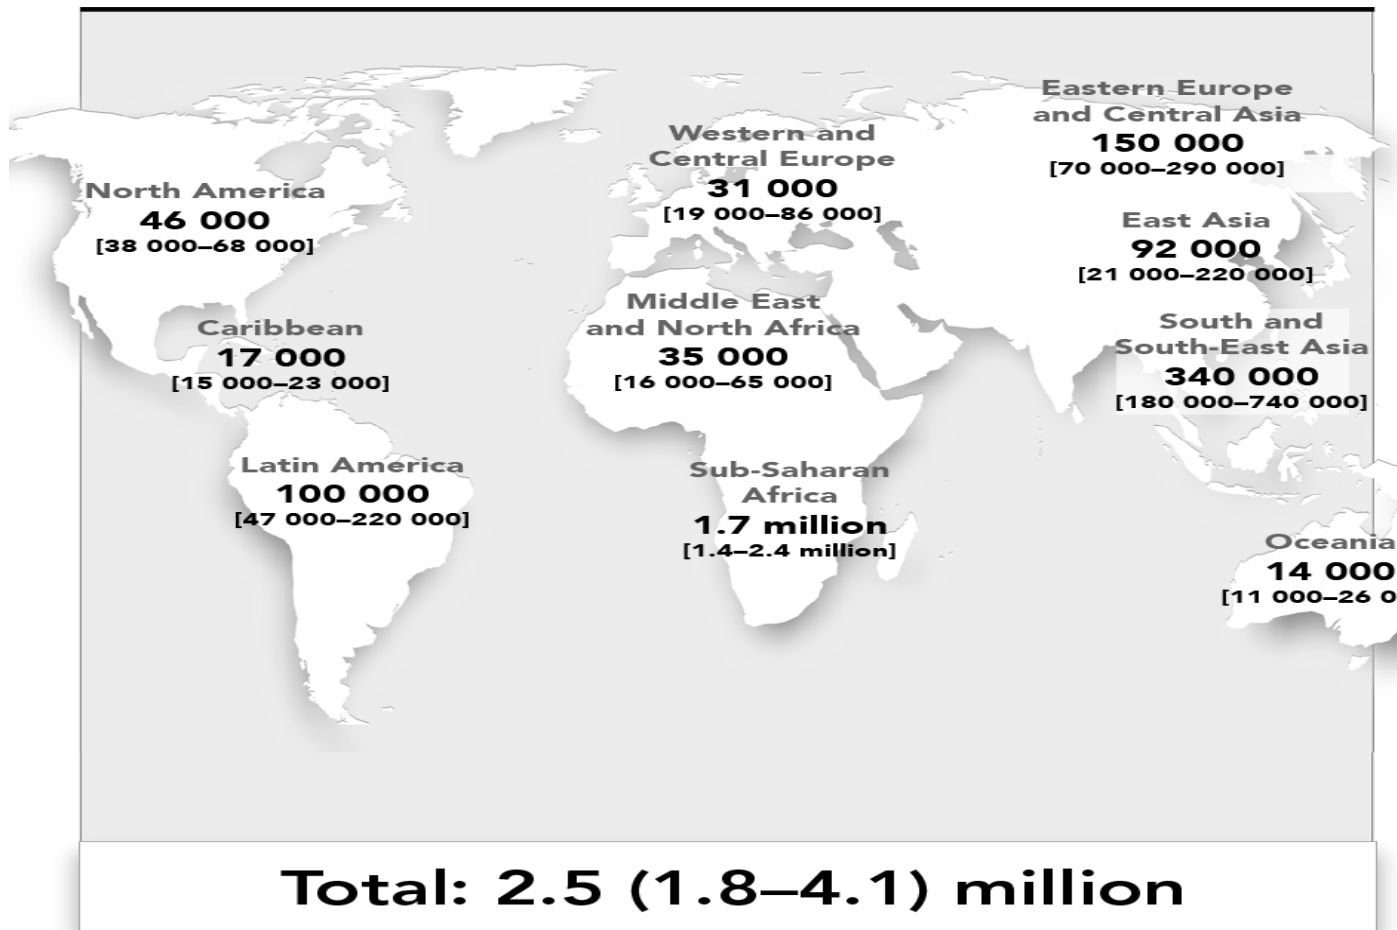 Eastern Europe
and Central Asia
150 000
[70 000–290 000]
Western and
Central Europe
31 000
[19 000–86 000]
North America
46 000
[38 000–68 000]
East Asia
92 000
[21 000–220 000]
Middle East
and North Africa
35 000
[16 000–65 000]
Caribbean
17 000
[15 000–23 000]
South and
South-East Asia
340 000
[180 000–740 000]
Latin America
100 000
[47 000–220 000]
Sub-Saharan
Africa
1.7 million
[1.4–2.4 million]
Oceania
14 000
[11 000–26 0
Total: 2.5 (1.8–4.1) million